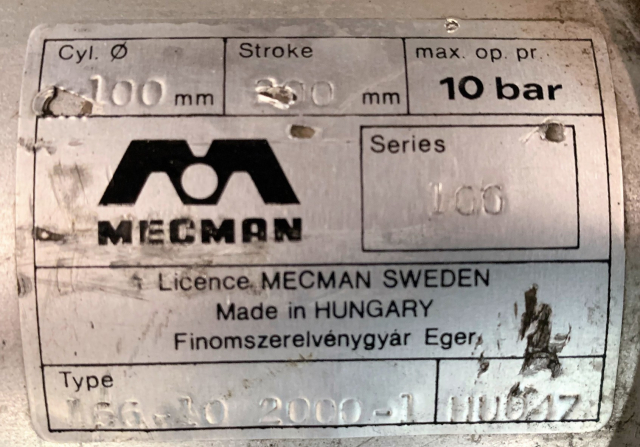 Cyl. Ø Stroke max. op. pr.
100 mm mm 10 bar
Series
100
MECMAN
Licence MECMAN SWEDEN
Made in HUNGARY
Finomszerelvénygyár Eger
Type